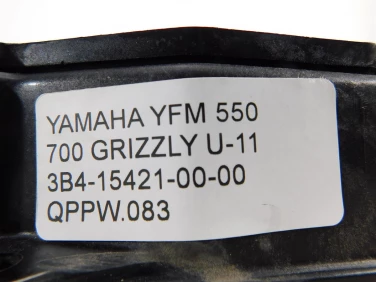 YAMAHA YFM 550
700 GRIZZLY U-11
3B4-15421-00-00
QPPW.083